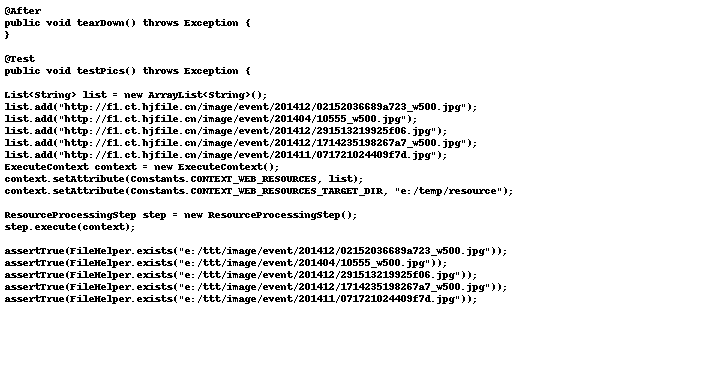 @After
public void tearDown() throws Exception {
}
@Test
public void testPics() throws Exception {
List<String> list = new ArrayList<String>();
list.add("http://f1.ct.hjfile.cn/image/event/201412/02152036689a723_w500.jpg");
list.add("http://f1.ct.hjfile.cn/image/event/201404/10555_w500.jpg");
list.add("http://f1.ct.hjfile.cn/image/event/201412/291513219925f06.jpg");
list.add("http://f1.ct.hjfile.cn/image/event/201412/1714235198267a7_w500.jpg");
list.add("http://f1.ct.hjfile.cn/image/event/201411/071721024409f7d.jpg");
ExecuteContext context = new ExecuteContext();
context.setAttribute(Constants.CONTEXT_WEB_RESOURCES, list);
context.setAttribute(Constants.CONTEXT_WEB_RESOURCES_TARGET_DIR, "e:/temp/resource");
ResourceProcessingStep step = new ResourceProcessingStep();
step.execute(context);
assertTrue(FileHelper.exists("e:/ttt/image/event/201412/02152036689a723_w500.jpg"));
assertTrue(FileHelper.exists("e:/ttt/image/event/201404/10555_w500.jpg"));
assertTrue(FileHelper.exists("e:/ttt/image/event/201412/291513219925f06.jpg"));
assertTrue(FileHelper.exists("e:/ttt/image/event/201412/1714235198267a7_w500.jpg"));
assertTrue(FileHelper.exists("e:/ttt/image/event/201411/071721024409f7d.jpg"));